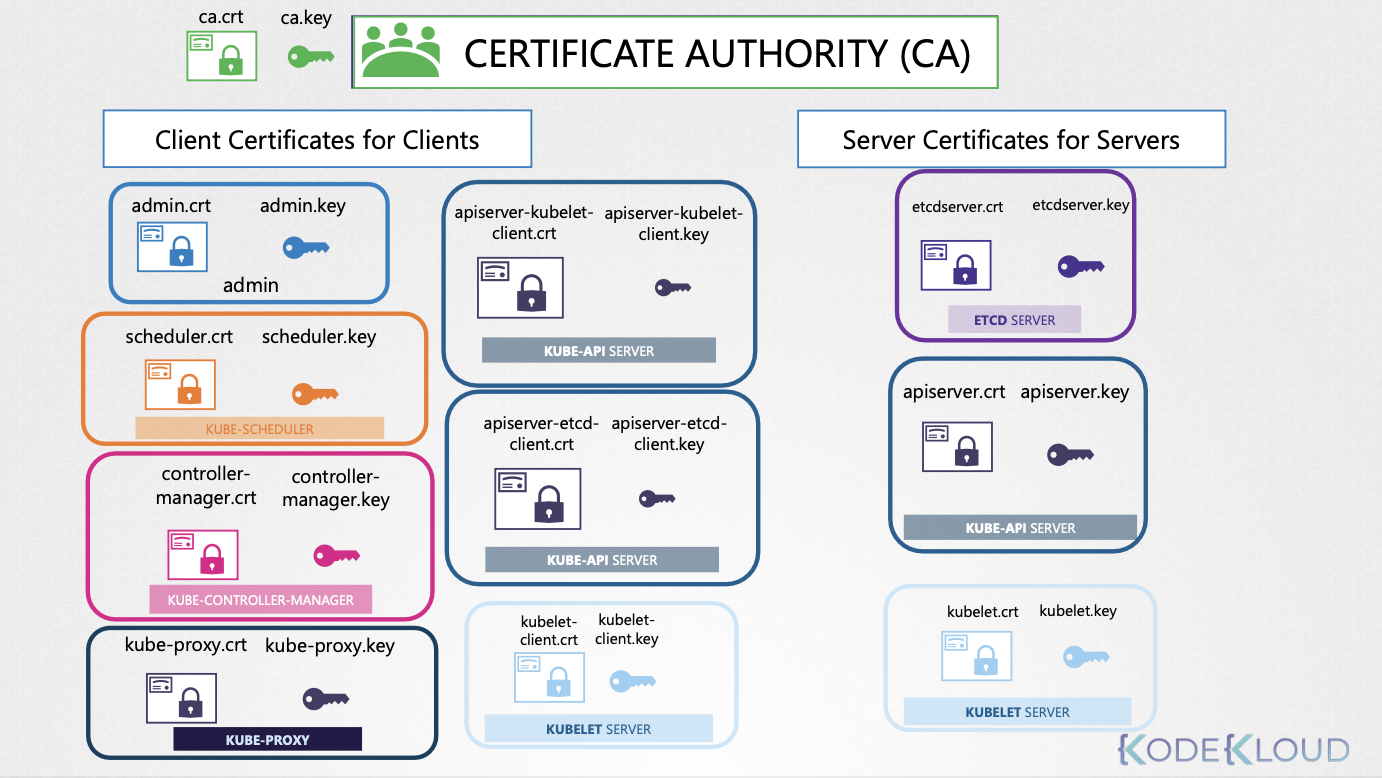 ca.crt
ca.key
CERTIFICATE AUTHORITY (CA)
Client Certificates for Clients
admin.crt
admin.key
admin
scheduler.crt
scheduler.key
KUBE-SCHEDULER
controller-
manager.crt
controller-
manager.key
KUBE-CONTROLLER-MANAGER
kube-proxy.crt
kube-proxy.key
KUBE-PROXY
apiserver-kubelet-
client.crt
apiserver-kubelet-
client.key
KUBE-API SERVER
apiserver-etcd-
client.crt
apiserver-etcd-
client.key
KUBE-API SERVER
kubelet-
client.crt
kubelet-
client.key
KUBELET SERVER
Server Certificates for Servers
etcdserver.crt
etcdserver.key
ETCD SERVER
apiserver.crt
apiserver.key
KUBE-API SERVER
kubelet.crt
kubelet.key
KUBELET SERVER
KODEKLOUD